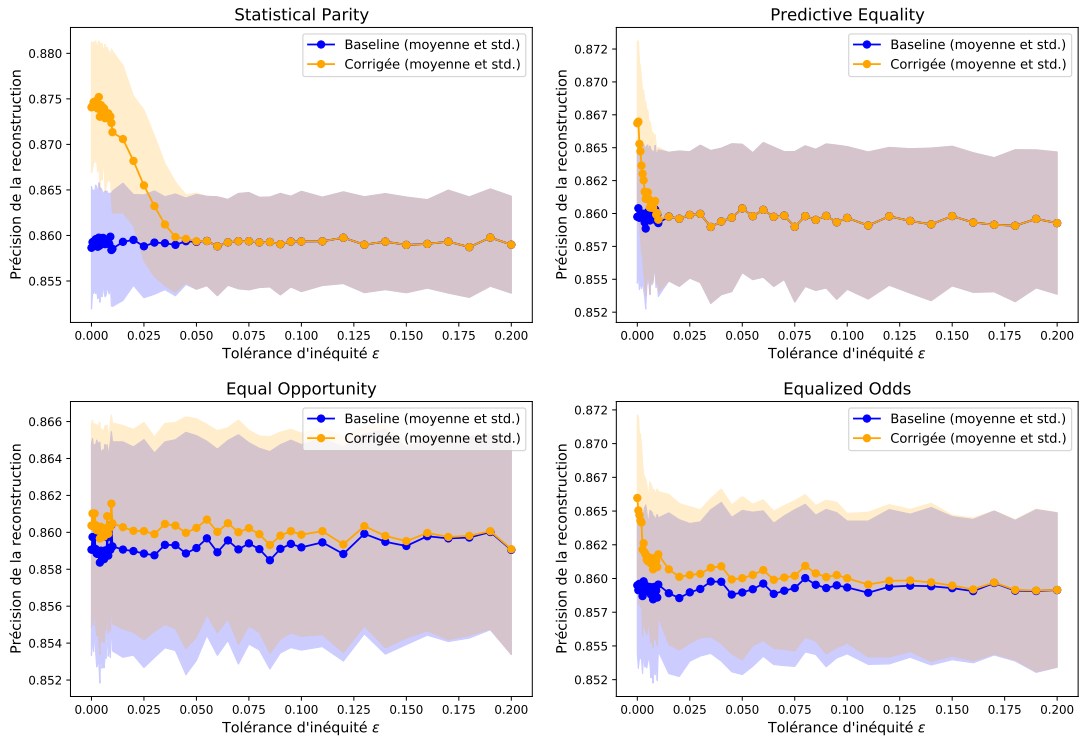 Statistical Parity
Précision de la reconstruction
0.880
0.875
0.870
0.865
0.860
0.855
Baseline (moyenne et std.)
Corrigée (moyenne et std.)
0.000 0.025 0.050 0.075 0.100 0.125 0.150 0.175 0.200
Tolérance d'inéquité ε
Predictive Equality
Précision de la reconstruction
0.872
0.870
0.867
0.865
0.862
0.860
0.857
0.855
0.852
Baseline (moyenne et std.)
Corrigée (moyenne et std.)
0.000 0.025 0.050 0.075 0.100 0.125 0.150 0.175 0.200
Tolérance d'inéquité ε
Equal Opportunity
Précision de la reconstruction
0.866
0.864
0.862
0.860
0.858
0.856
0.854
0.852
Baseline (moyenne et std.)
Corrigée (moyenne et std.)
0.000 0.025 0.050 0.075 0.100 0.125 0.150 0.175 0.200
Tolérance d'inéquité ε
Equalized Odds
Précision de la reconstruction
0.872
0.870
0.867
0.865
0.862
0.860
0.857
0.855
0.852
Baseline (moyenne et std.)
Corrigée (moyenne et std.)
0.000 0.025 0.050 0.075 0.100 0.125 0.150 0.175 0.200
Tolérance d'inéquité ε